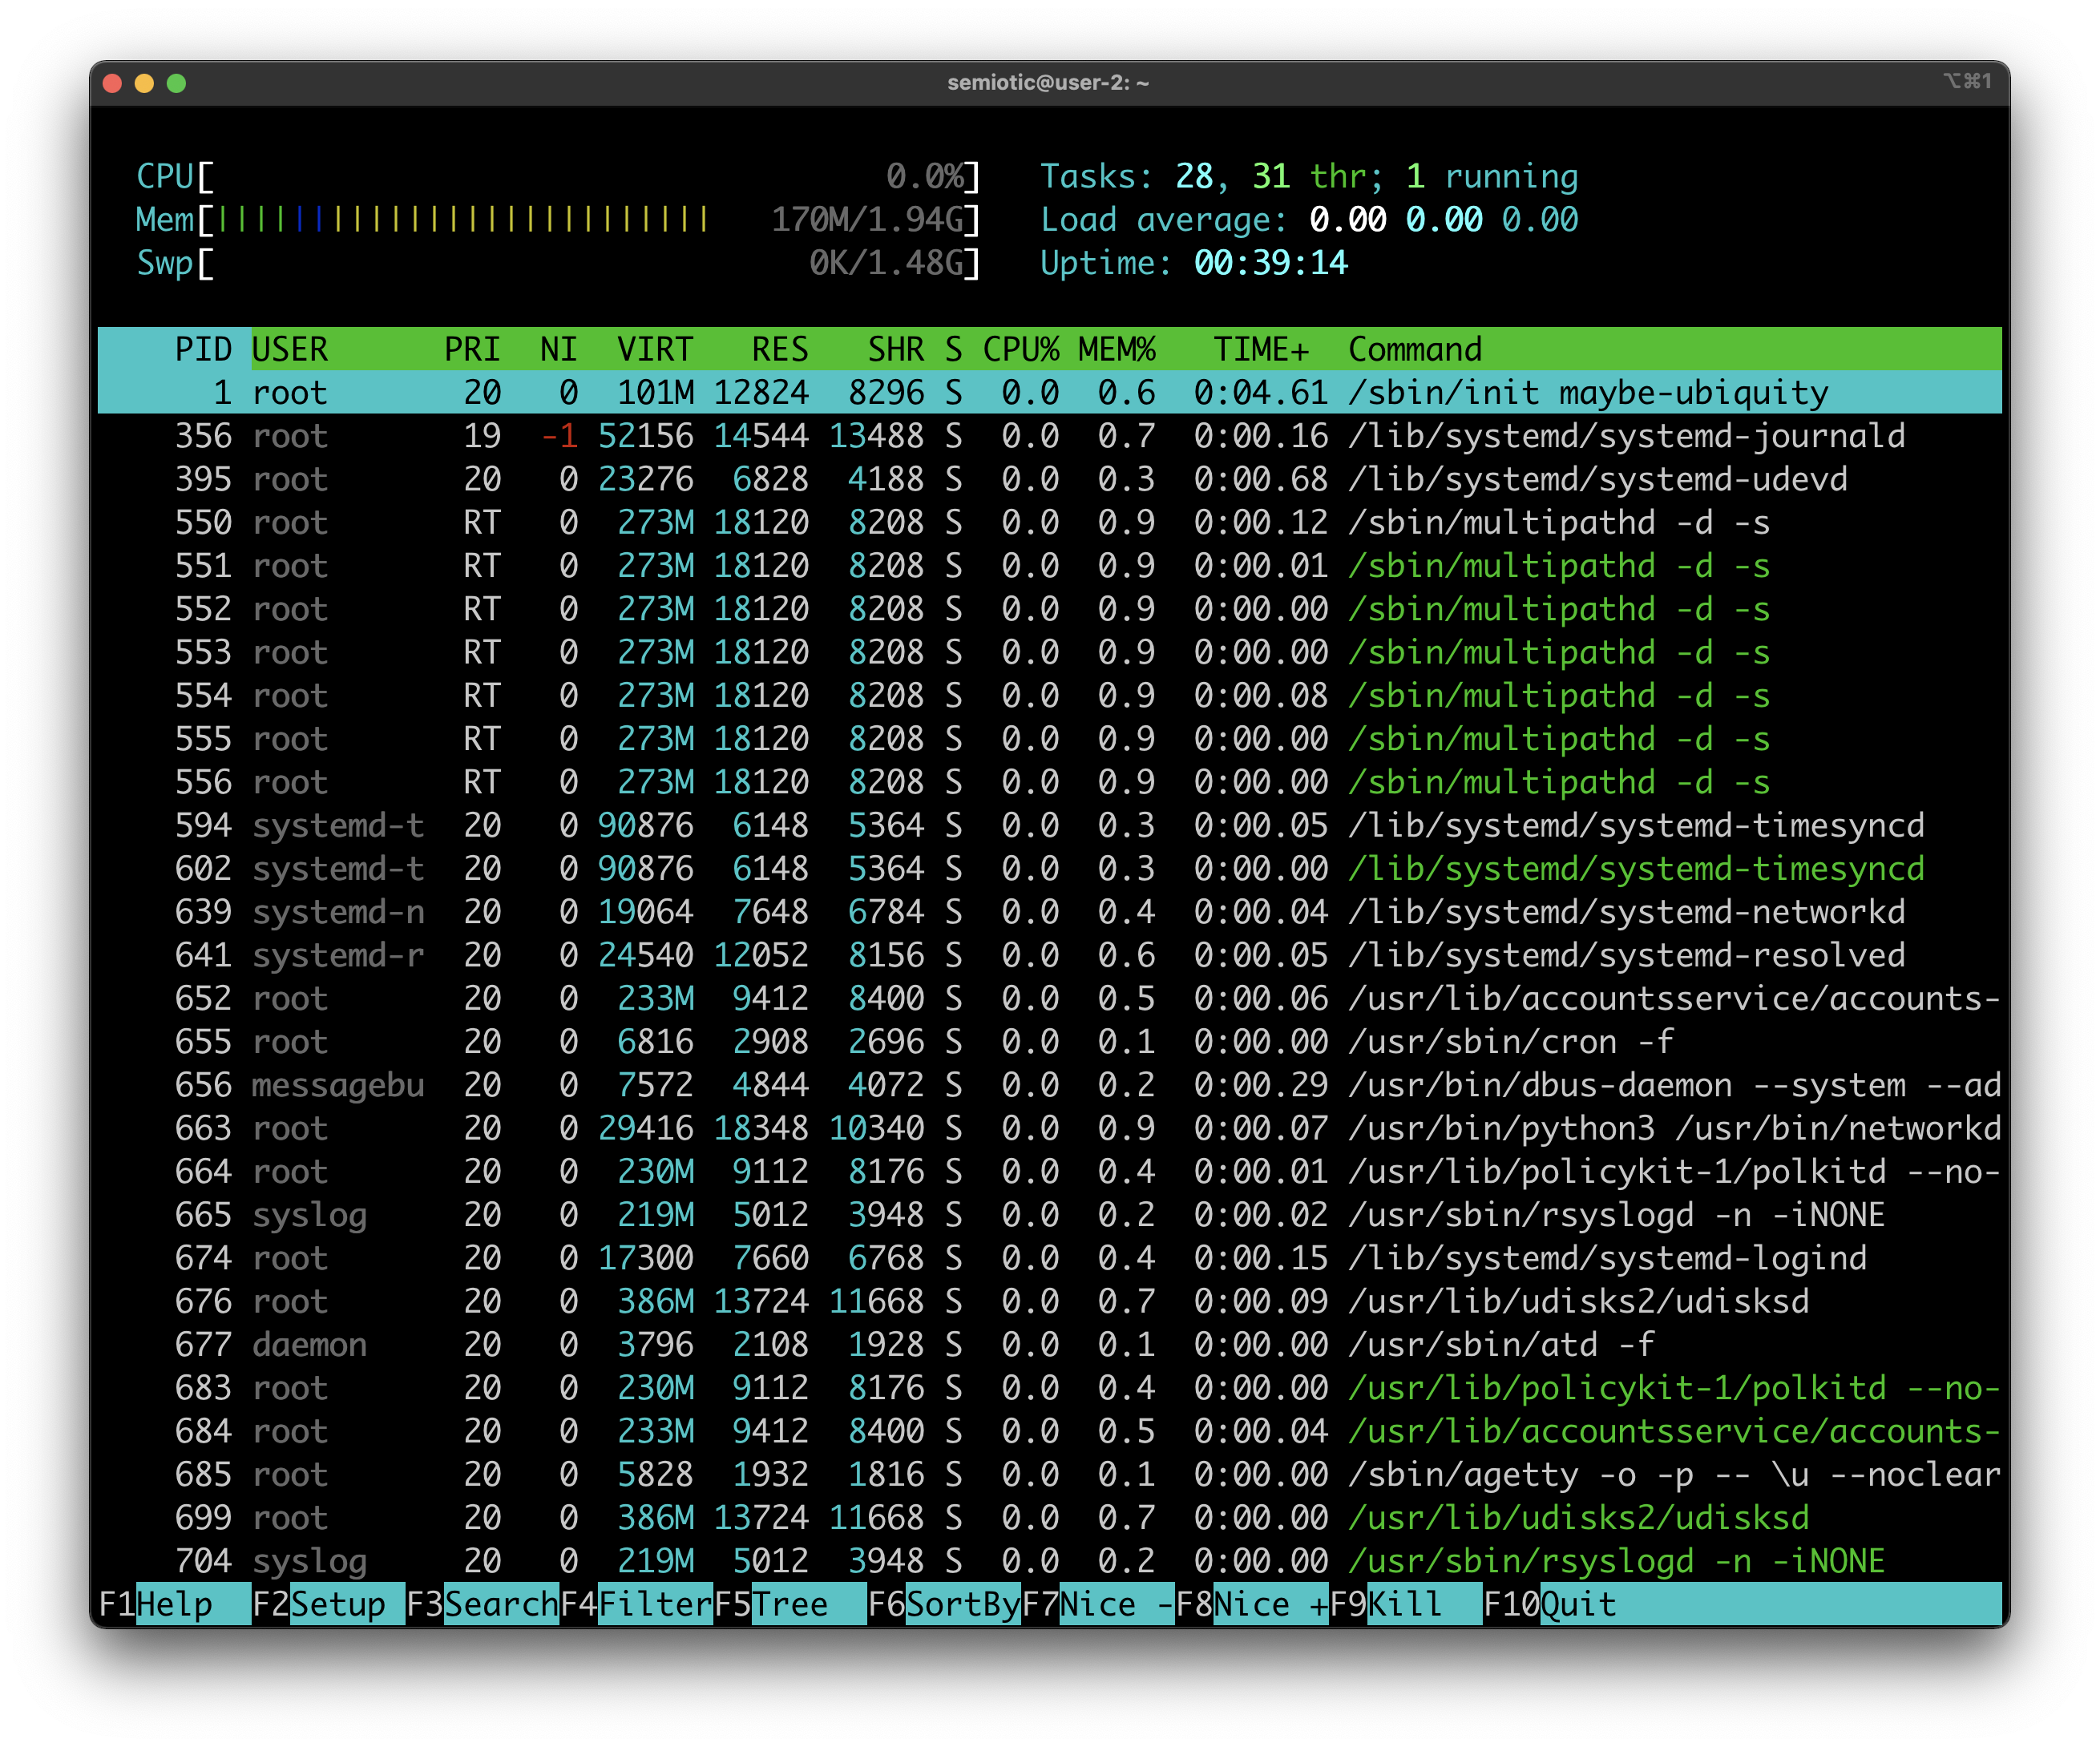 semiotic@user-2: ~ ⌥⌘1
CPU[ 0.0%] Tasks: 28, 31 thr; 1 running
Mem[|||||||||||||||||||||||||| 170M/1.94G] Load average: 0.00 0.00 0.00
Swp[ 0K/1.48G] Uptime: 00:39:14
PID USER PRI NI VIRT RES SHR S CPU% MEM% TIME+ Command
1 root 20 0 101M 12824 8296 S 0.0 0.6 0:04.61 /sbin/init maybe-ubiquity
356 root 19 -1 52156 14544 13488 S 0.0 0.7 0:00.16 /lib/systemd/systemd-journald
395 root 20 0 23276 6828 4188 S 0.0 0.3 0:00.68 /lib/systemd/systemd-udevd
550 root RT 0 273M 18120 8208 S 0.0 0.9 0:00.12 /sbin/multipathd -d -s
551 root RT 0 273M 18120 8208 S 0.0 0.9 0:00.01 /sbin/multipathd -d -s
552 root RT 0 273M 18120 8208 S 0.0 0.9 0:00.00 /sbin/multipathd -d -s
553 root RT 0 273M 18120 8208 S 0.0 0.9 0:00.00 /sbin/multipathd -d -s
554 root RT 0 273M 18120 8208 S 0.0 0.9 0:00.08 /sbin/multipathd -d -s
555 root RT 0 273M 18120 8208 S 0.0 0.9 0:00.00 /sbin/multipathd -d -s
556 root RT 0 273M 18120 8208 S 0.0 0.9 0:00.00 /sbin/multipathd -d -s
594 systemd-t 20 0 90876 6148 5364 S 0.0 0.3 0:00.05 /lib/systemd/systemd-timesyncd
602 systemd-t 20 0 90876 6148 5364 S 0.0 0.3 0:00.00 /lib/systemd/systemd-timesyncd
639 systemd-n 20 0 19064 7648 6784 S 0.0 0.4 0:00.04 /lib/systemd/systemd-networkd
641 systemd-r 20 0 24540 12052 8156 S 0.0 0.6 0:00.05 /lib/systemd/systemd-resolved
652 root 20 0 233M 9412 8400 S 0.0 0.5 0:00.06 /usr/lib/accountsservice/accounts-
655 root 20 0 6816 2908 2696 S 0.0 0.1 0:00.00 /usr/sbin/cron -f
656 messagebu 20 0 7572 4844 4072 S 0.0 0.2 0:00.29 /usr/bin/dbus-daemon --system --ad
663 root 20 0 29416 18348 10340 S 0.0 0.9 0:00.07 /usr/bin/python3 /usr/bin/networkd
664 root 20 0 230M 9112 8176 S 0.0 0.4 0:00.01 /usr/lib/policykit-1/polkitd --no-
665 syslog 20 0 219M 5012 3948 S 0.0 0.2 0:00.02 /usr/sbin/rsyslogd -n -iNONE
674 root 20 0 17300 7660 6768 S 0.0 0.4 0:00.15 /lib/systemd/systemd-logind
676 root 20 0 386M 13724 11668 S 0.0 0.7 0:00.09 /usr/lib/udisks2/udisksd
677 daemon 20 0 3796 2108 1928 S 0.0 0.1 0:00.00 /usr/sbin/atd -f
683 root 20 0 230M 9112 8176 S 0.0 0.4 0:00.00 /usr/lib/policykit-1/polkitd --no-
684 root 20 0 233M 9412 8400 S 0.0 0.5 0:00.04 /usr/lib/accountsservice/accounts-
685 root 20 0 5828 1932 1816 S 0.0 0.1 0:00.00 /sbin/agetty -o -p -- \u --noclear
699 root 20 0 386M 13724 11668 S 0.0 0.7 0:00.00 /usr/lib/udisks2/udisksd
704 syslog 20 0 219M 5012 3948 S 0.0 0.2 0:00.00 /usr/sbin/rsyslogd -n -iNONE
F1Help F2Setup F3SearchF4FilterF5Tree F6SortByF7Nice -F8Nice +F9Kill F10Quit